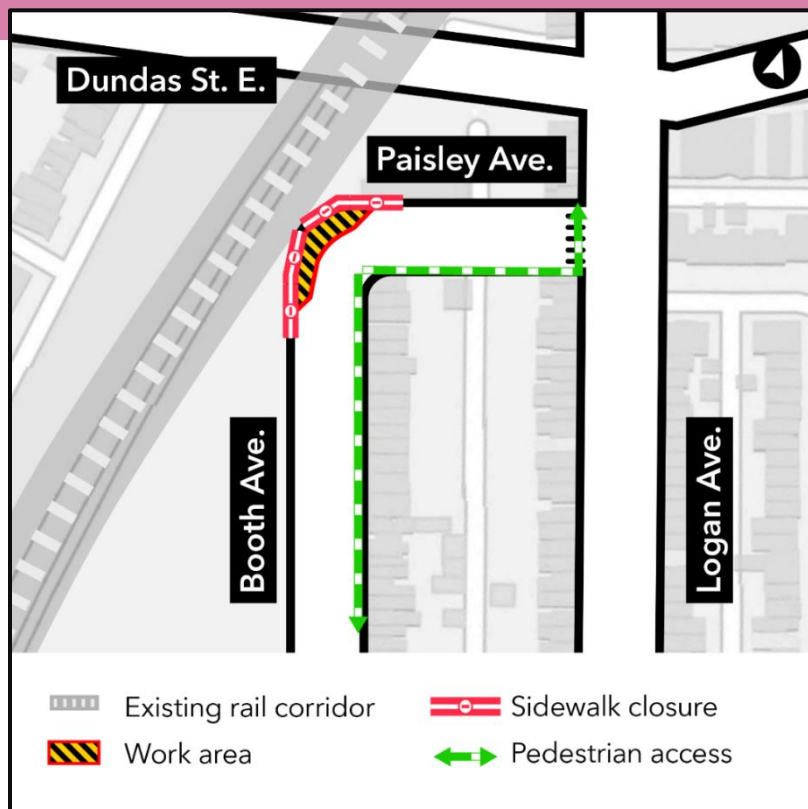 Dundas St. E.
Paisley Ave.
Booth Ave.
Logan Ave.
Existing rail corridor
Sidewalk closure
Work area
Pedestrian access